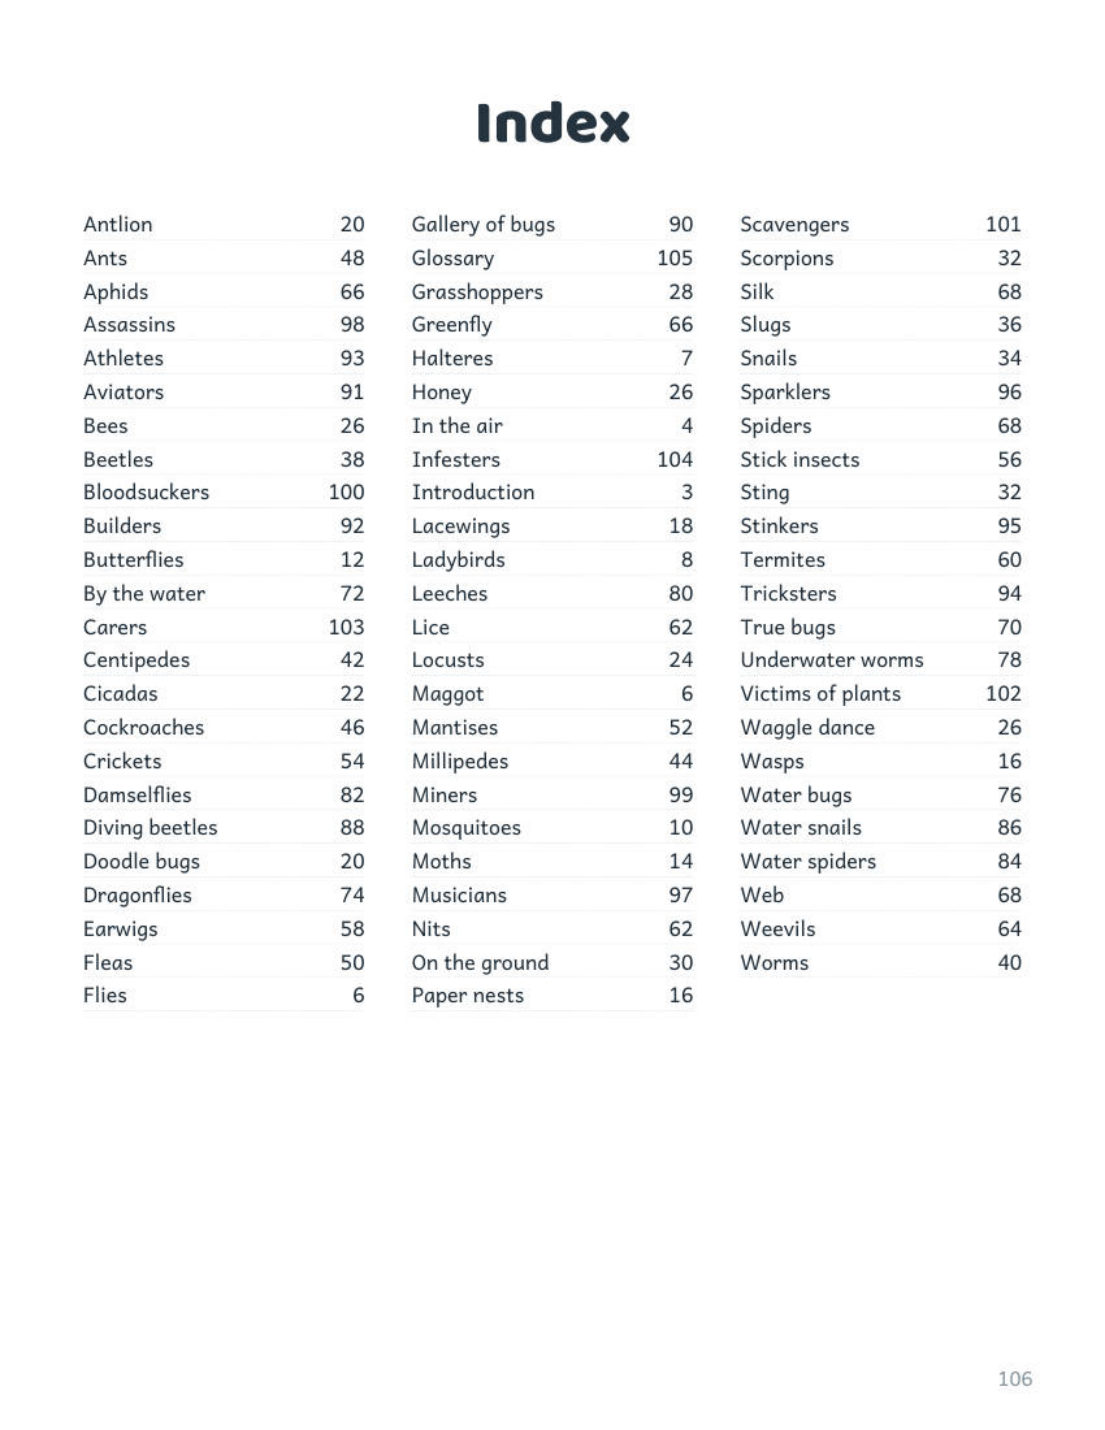 Index
Antlion 20
Ants 48
Aphids 66
Assassins 98
Athletes 93
Aviators 91
Bees 26
Beetles 38
Bloodsuckers 100
Builders 92
Butterflies 12
By the water 72
Carers 103
Centipedes 42
Cicadas 22
Cockroaches 46
Crickets 54
Damselflies 82
Diving beetles 88
Doodle bugs 20
Dragonflies 74
Earwigs 58
Fleas 50
Flies 6
Gallery of bugs 90
Glossary 105
Grasshoppers 28
Greenfly 66
Halteres 7
Honey 26
In the air 4
Infesters 104
Introduction 3
Lacewings 18
Ladybirds 8
Leeches 80
Lice 62
Locusts 24
Maggot 6
Mantises 52
Millipedes 44
Miners 99
Mosquitoes 10
Moths 14
Musicians 97
Nits 62
On the ground 30
Paper nests 16
Scavengers 101
Scorpions 32
Silk 68
Slugs 36
Snails 34
Sparklers 96
Spiders 68
Stick insects 56
Sting 32
Stinkers 95
Termites 60
Tricksters 94
True bugs 70
Underwater worms 78
Victims of plants 102
Waggle dance 26
Wasps 16
Water bugs 76
Water snails 86
Water spiders 84
Web 68
Weevils 64
Worms 40
106